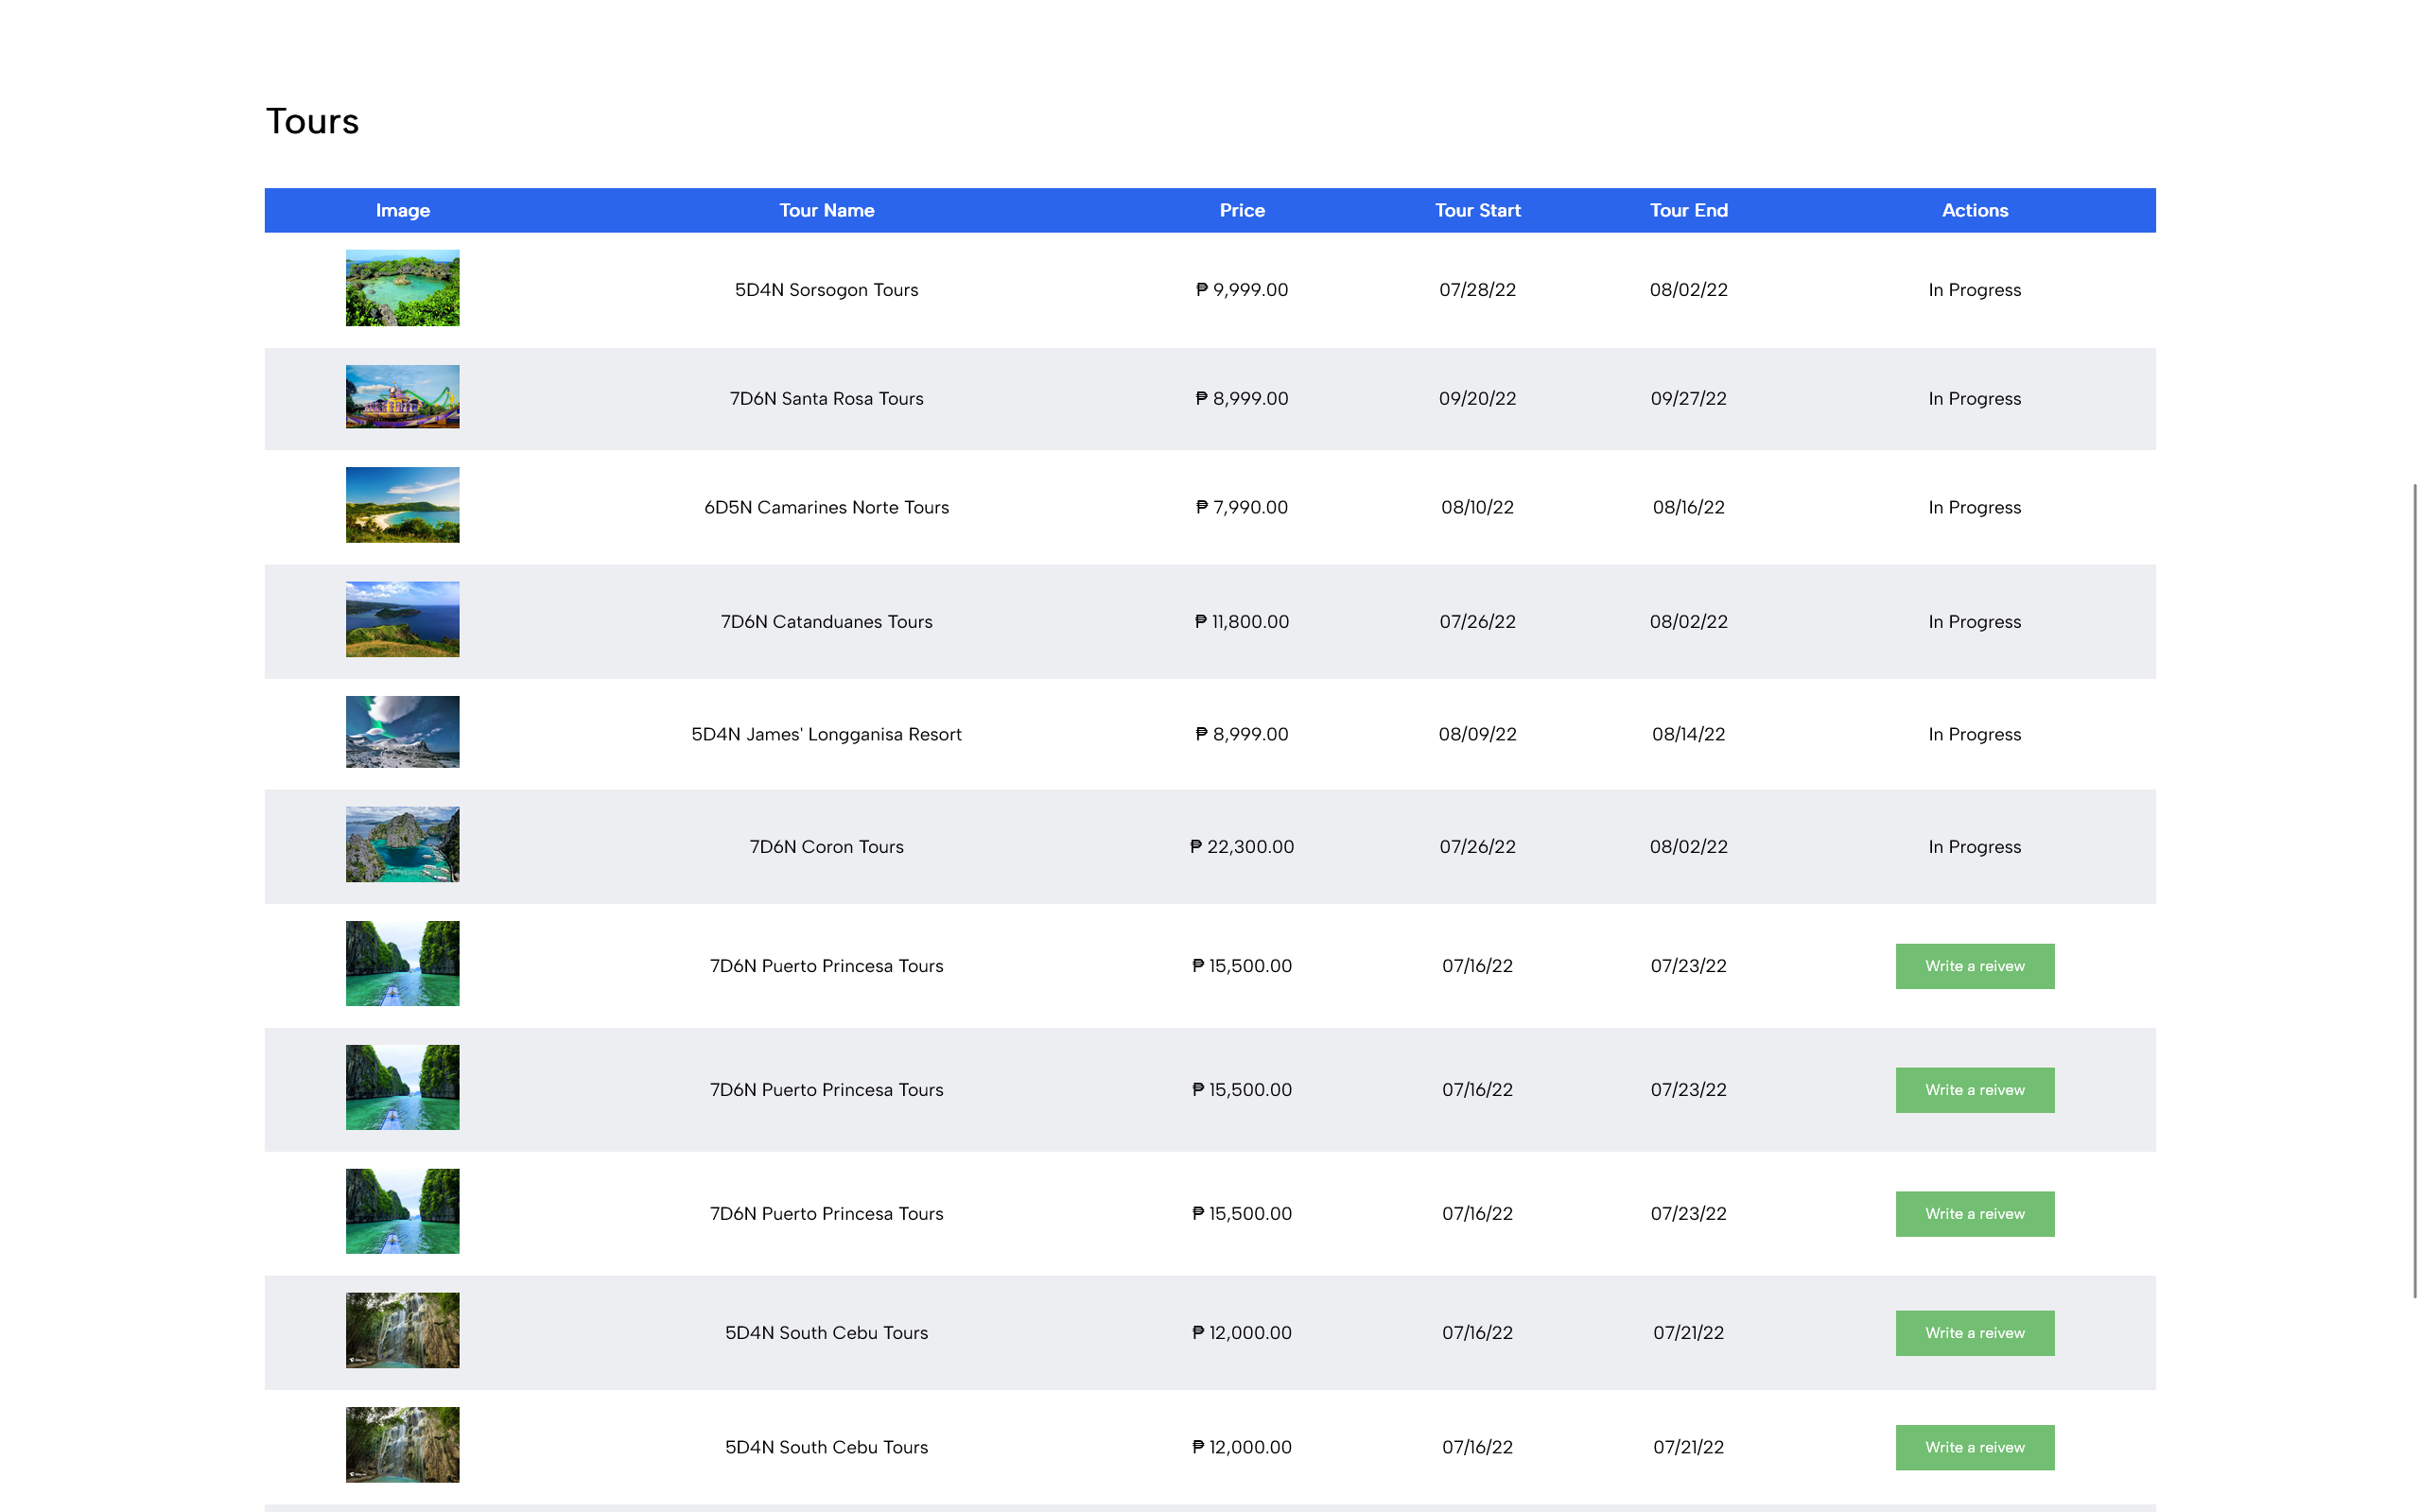 Tours
Image Tour Name Price Tour Start Tour End Actions
5D4N Sorsogon Tours ₱ 9,999.00 07/28/22 08/02/22 In Progress
7D6N Santa Rosa Tours ₱ 8,999.00 09/20/22 09/27/22 In Progress
6D5N Camarines Norte Tours ₱ 7,990.00 08/10/22 08/16/22 In Progress
7D6N Catanduanes Tours ₱ 11,800.00 07/26/22 08/02/22 In Progress
5D4N James' Longganisa Resort ₱ 8,999.00 08/09/22 08/14/22 In Progress
7D6N Coron Tours ₱ 22,300.00 07/26/22 08/02/22 In Progress
7D6N Puerto Princesa Tours ₱ 15,500.00 07/16/22 07/23/22 Write a reivew
7D6N Puerto Princesa Tours ₱ 15,500.00 07/16/22 07/23/22 Write a reivew
7D6N Puerto Princesa Tours ₱ 15,500.00 07/16/22 07/23/22 Write a reivew
5D4N South Cebu Tours ₱ 12,000.00 07/16/22 07/21/22 Write a reivew
5D4N South Cebu Tours ₱ 12,000.00 07/16/22 07/21/22 Write a reivew